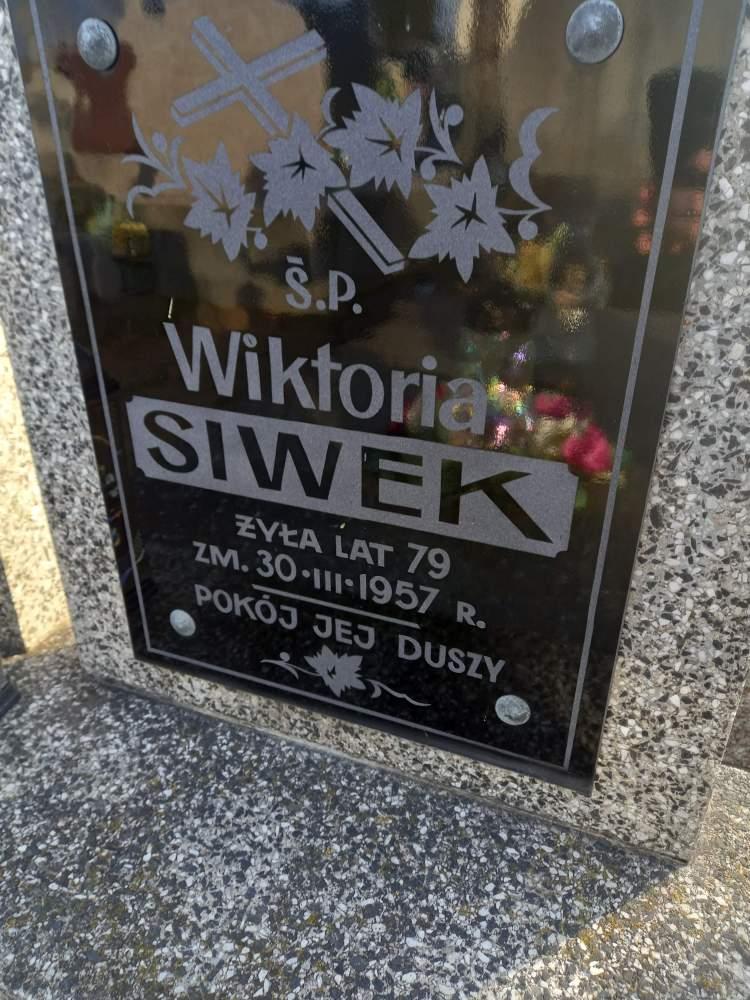 Ś.P.
Wiktoria
SIWEK
ŻYŁA LAT 79
ZM. 30·III·1957 R.
POKÓJ JEJ DUSZY